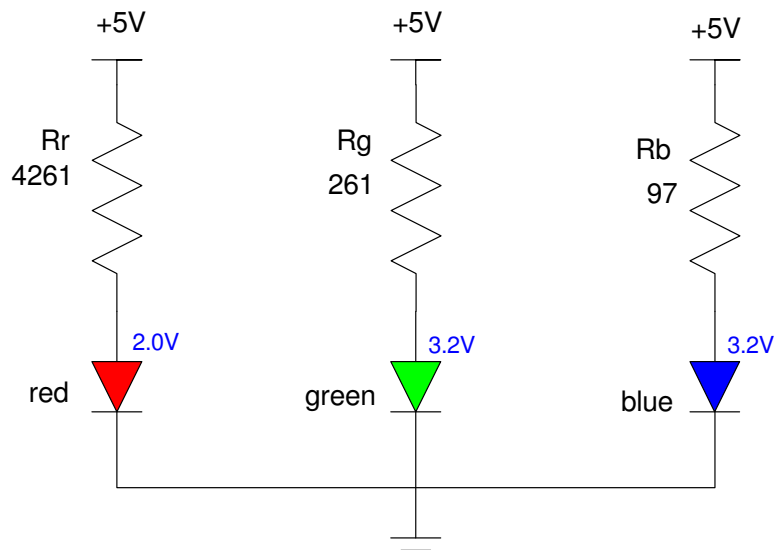 +5V
+5V
+5V
Rr
4261
Rg
261
Rb
97
2.0V
3.2V
3.2V
red
green
blue